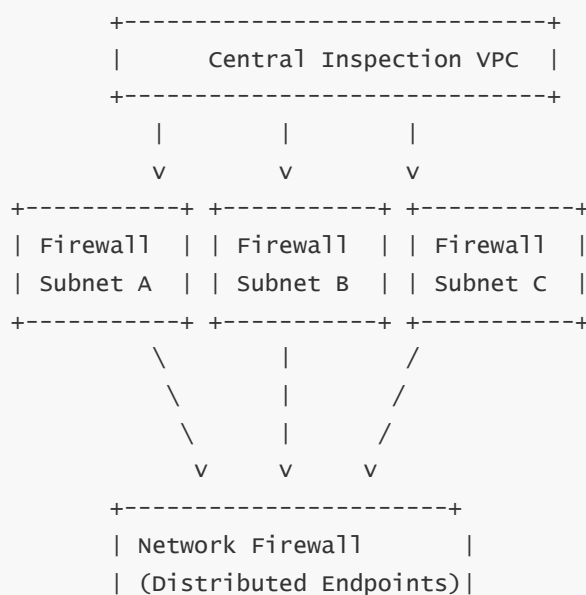 Central Inspection VPC
Firewall Firewall Firewall
Subnet A Subnet B Subnet C
Network Firewall
(Distributed Endpoints)